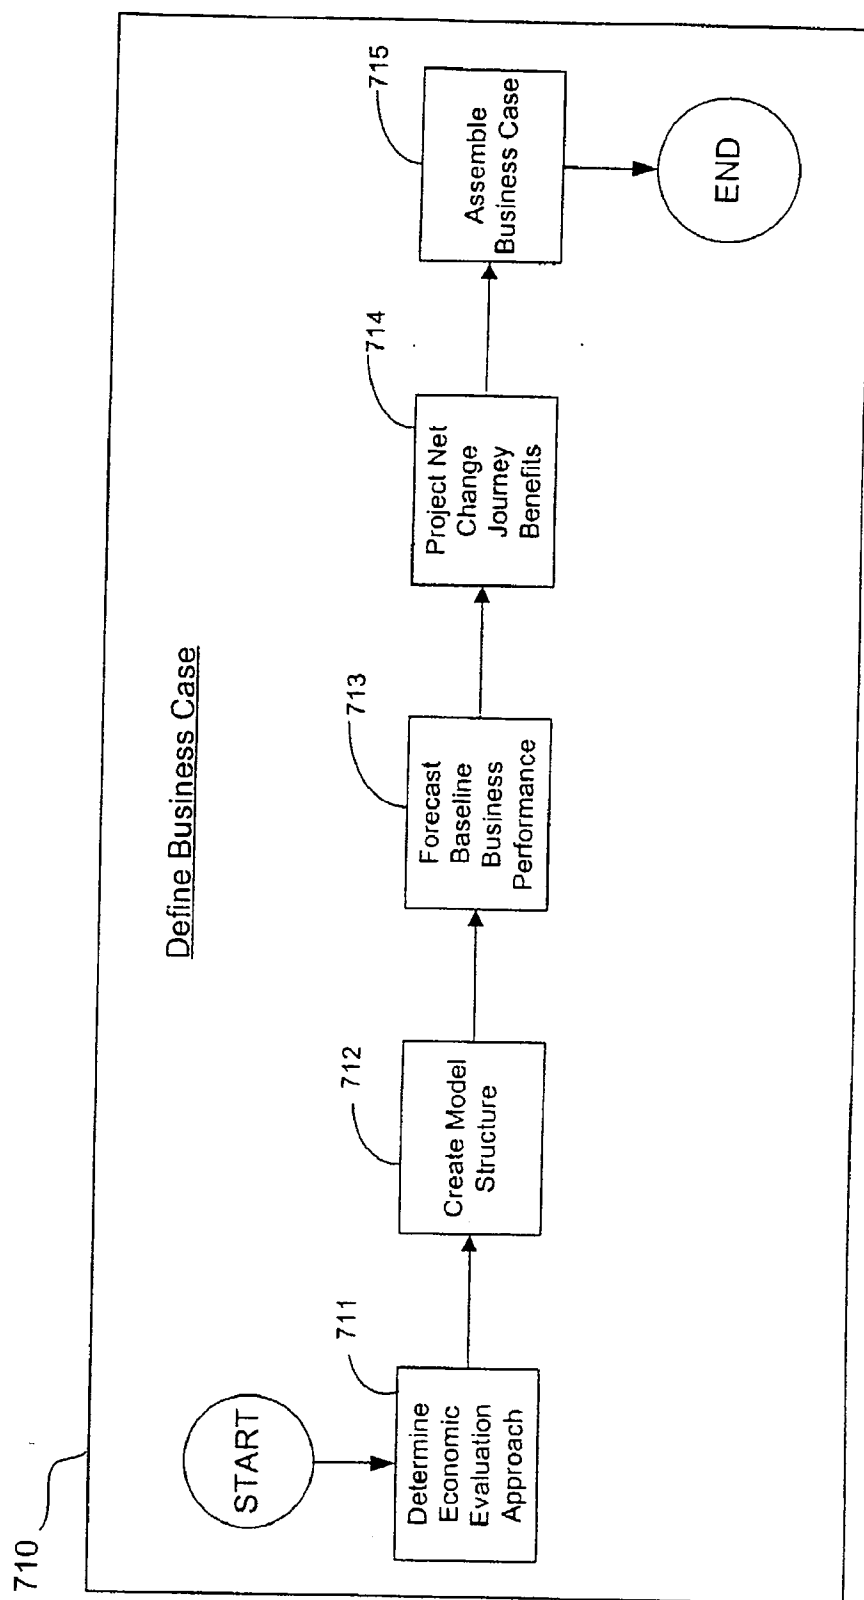 710
Define Business Case
START
711
Determine
Economic
Evaluation
Approach
712
Create Model
Structure
713
Forecast
Baseline
Business
Performance
714
Project Net
Change
Journey
Benefits
715
Assemble
Business Case
END